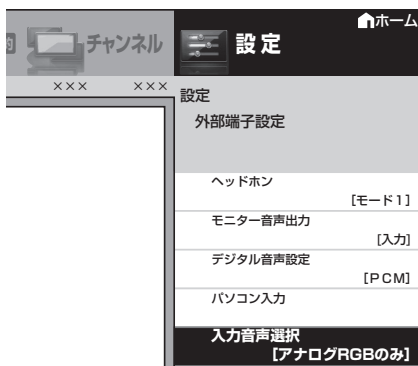 ホーム
チャンネル
設定
××× ×××
設定
外部端子設定
ヘッドホン
[モード1]
モニター音声出力
[入力]
デジタル音声設定
[PCM]
パソコン入力
入力音声選択
[アナログRGBのみ]